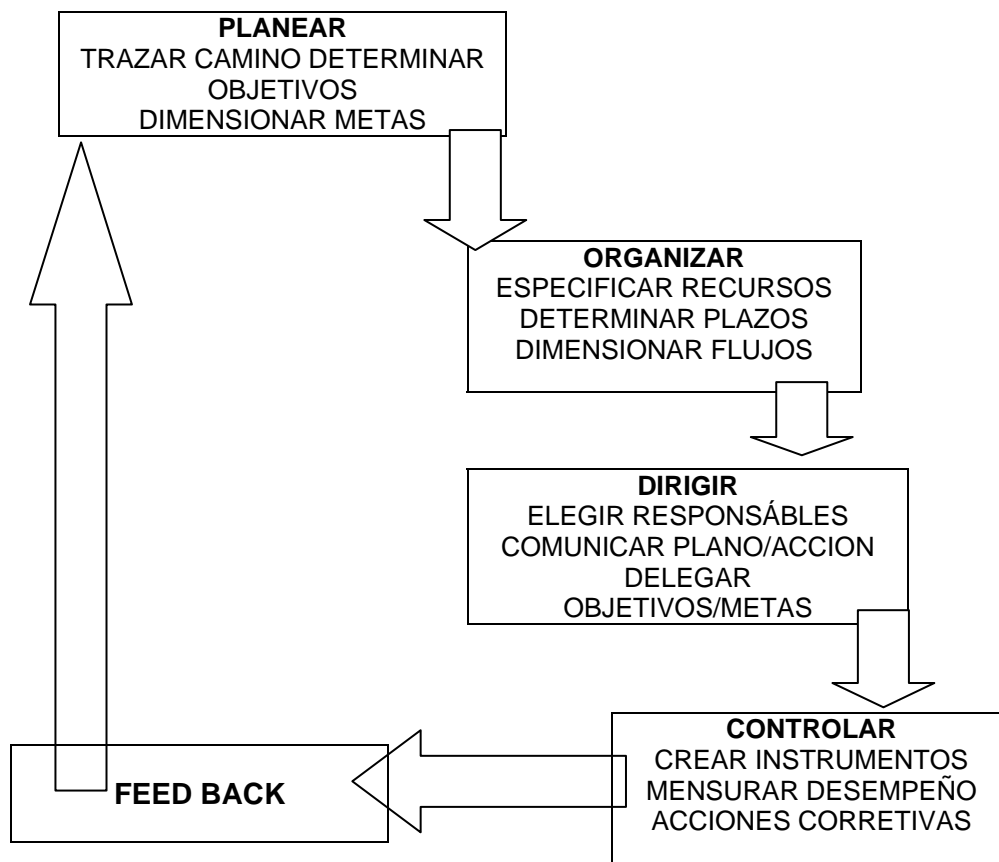 PLANEAR
TRAZAR CAMINO DETERMINAR
OBJETIVOS
DIMENSIONAR METAS
ORGANIZAR
ESPECIFICAR RECURSOS
DETERMINAR PLAZOS
DIMENSIONAR FLUJOS
DIRIGIR
ELEGIR RESPONSÁBLES
COMUNICAR PLANO/ACCION
DELEGAR
OBJETIVOS/METAS
CONTROLAR
CREAR INSTRUMENTOS
MENSURAR DESEMPEÑO
ACCIONES CORRETIVAS
FEED BACK